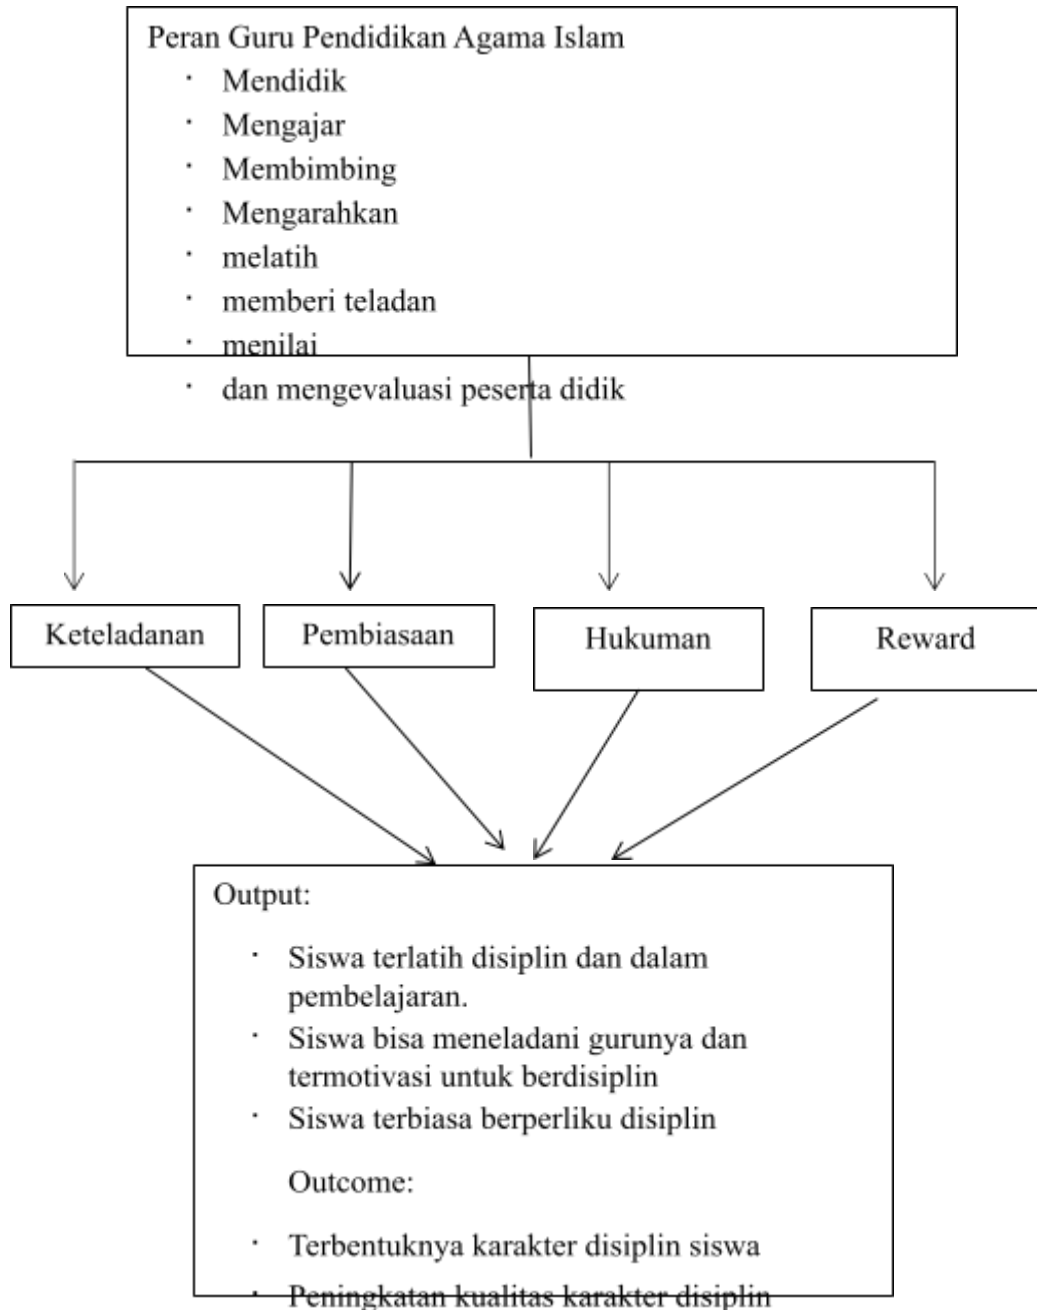 Peran Guru Pendidikan Agama Islam
· Mendidik
· Mengajar
· Membimbing
· Mengarahkan
· melatih
· memberi teladan
· menilai
· dan mengevaluasi peserta didik
Keteladanan
Pembiasaan
Hukuman
Reward
Output:
· Siswa terlatih disiplin dan dalam
pembelajaran.
· Siswa bisa meneladani gurunya dan
termotivasi untuk berdisiplin
· Siswa terbiasa berperliku disiplin
Outcome:
· Terbentuknya karakter disiplin siswa
· Peningkatan kualitas karakter disiplin